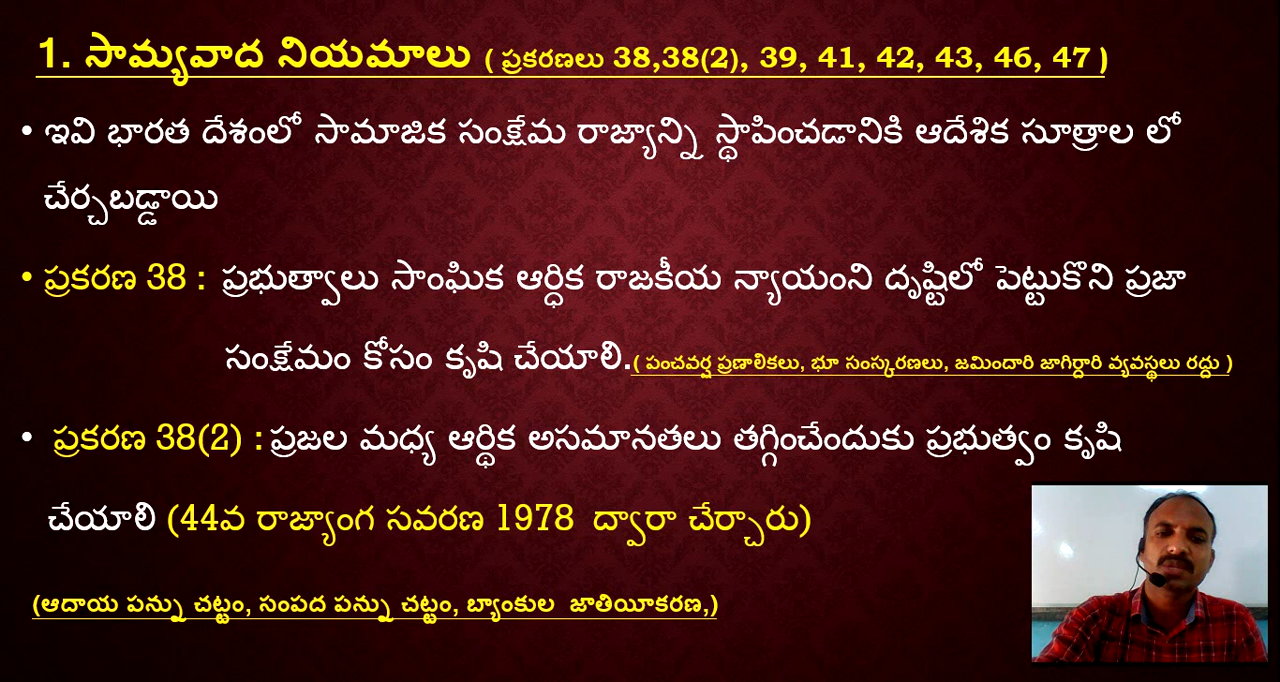 1. సామ్యవాద నియమాలు ( ప్రకరణలు 38,38(2), 39, 41, 42, 43, 46, 47 )
• ఇవి భారత దేశంలో సామాజిక సంక్షేమ రాజ్యాన్ని స్థాపించడానికి ఆదేశిక సూత్రాల లో
చేర్చబడ్డాయి
• ప్రకరణ 38 : ప్రభుత్వాలు సాంఘిక ఆర్ధిక రాజకీయ న్యాయంని దృష్టిలో పెట్టుకొని ప్రజా
సంక్షేమం కోసం కృషి చేయాలి.( పంచవర్ష ప్రణాళికలు, భూ సంస్కరణలు, జమిందారి జాగిర్దారి వ్యవస్థలు రద్దు )
• ప్రకరణ 38(2) : ప్రజల మధ్య ఆర్థిక అసమానతలు తగ్గించేందుకు ప్రభుత్వం కృషి
చేయాలి (44వ రాజ్యాంగ సవరణ 1978 ద్వారా చేర్చారు)
(ఆదాయ పన్ను చట్టం, సంపద పన్ను చట్టం, బ్యాంకుల జాతియీకరణ,)